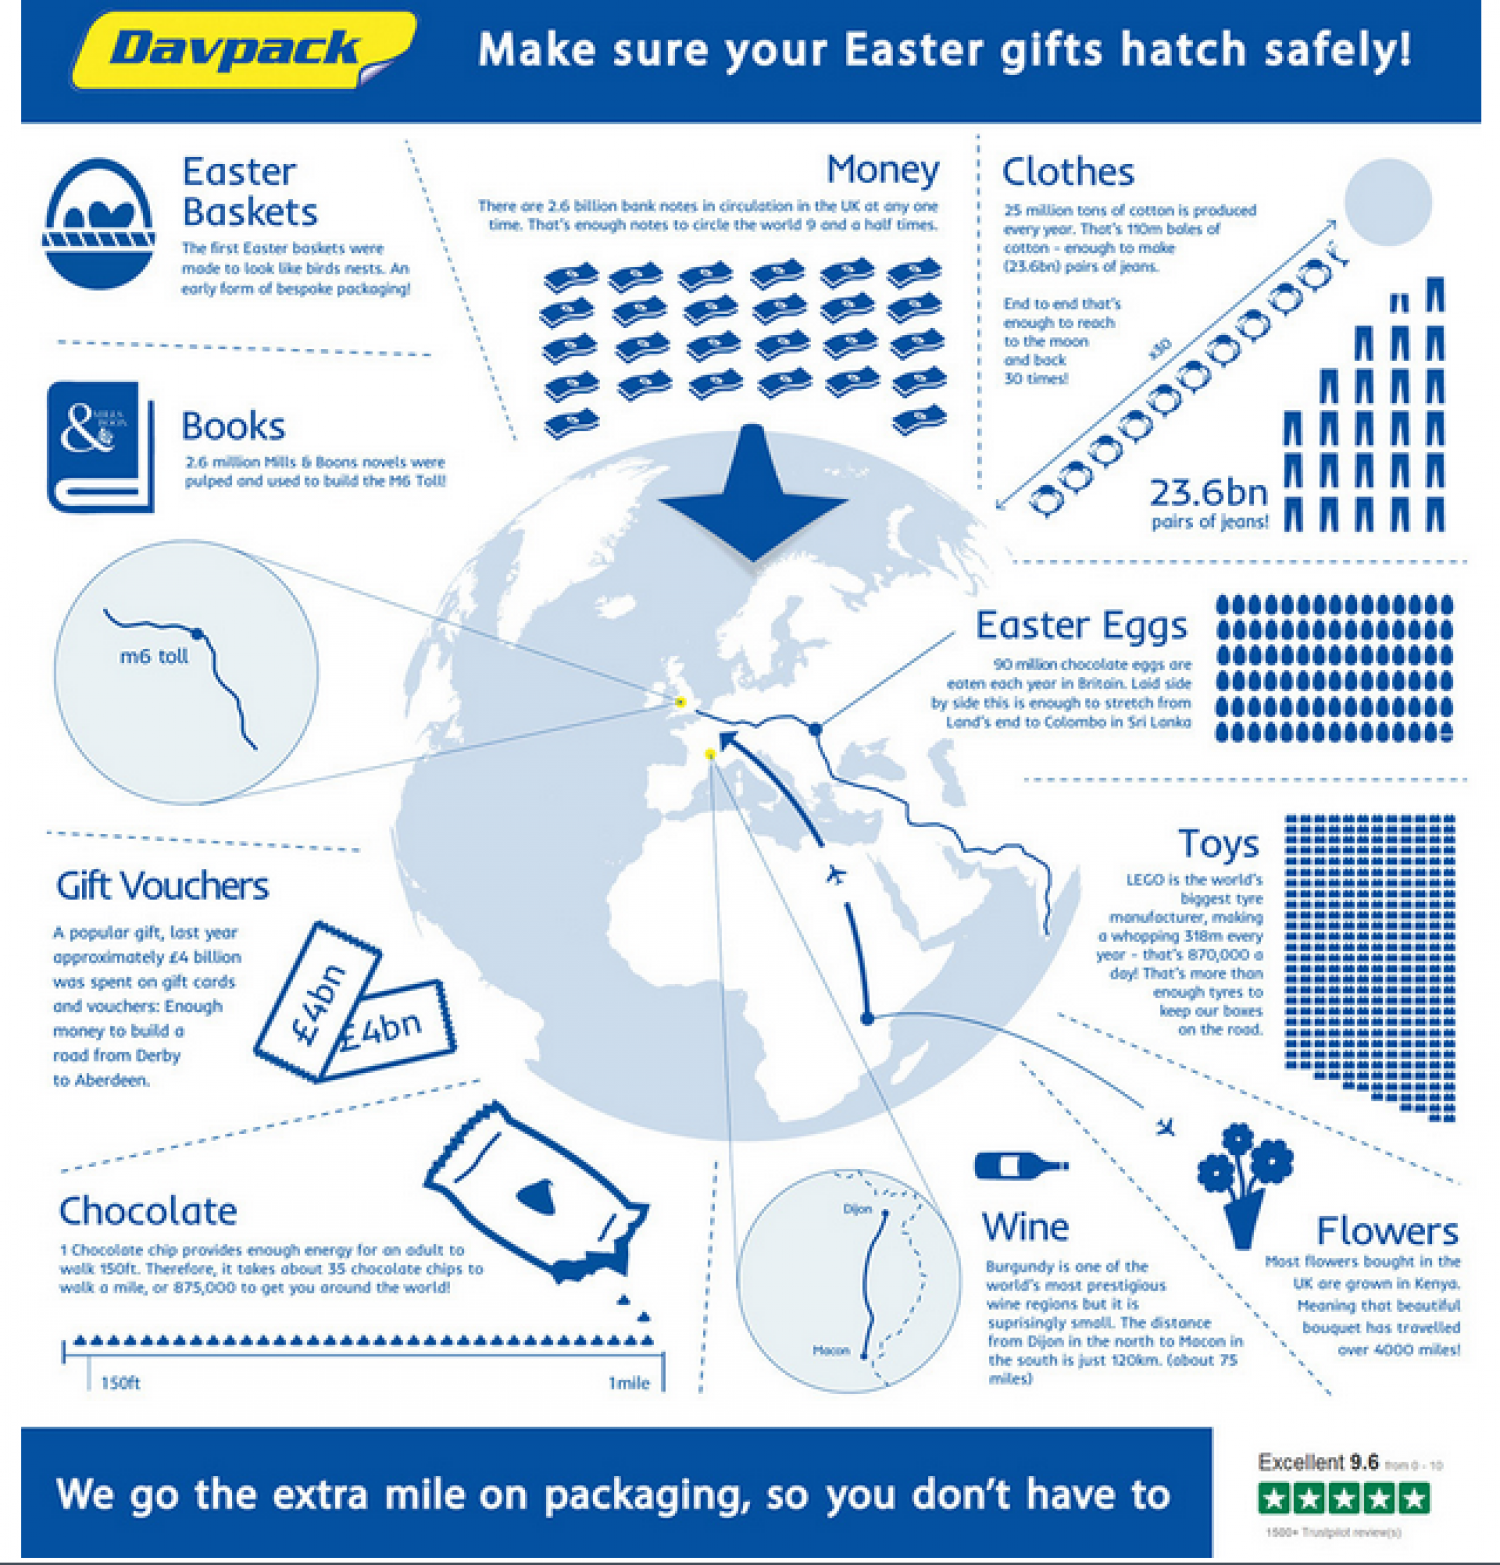 Davpack
Make sure your Easter gifts hatch safely!
Easter
Baskets
The first Easter baskets were
made to look like birds nests. An
early form of bespoke packaging!
Money
There are 2.6 billion bank notes in circulation in the UK at any one
time. That's enough notes to circle the world 9 and a half times.
Clothes
25 million tons of cotton is produced
every year. That's 110m bales of
cotton - enough to make
(23.6bn) pairs of jeans.
End to end that's
enough to reach
to the moon
and back
30 times!
x30
23.6bn
pairs of jeans!
&
MILLS
BOON
Books
2.6 million Mills & Boons novels were
pulped and used to build the M6 Toll!
m6 toll
Easter Eggs
90 million chocolate eggs are
eaten each year in Britain. Laid side
by side this is enough to stretch from
Land's end to Colombo in Sri Lanka
Toys
LEGO is the world's
biggest tyre
manufacturer, making
a whopping 318m every
year - that's 870,000 a
day! That's more than
enough tyres to
keep our boxes
on the road.
Gift Vouchers
A popular gift, last year
approximately £4 billion
was spent on gift cards
and vouchers: Enough
money to build a
road from Derby
to Aberdeen.
£4bn
£4bn
Chocolate
1 Chocolate chip provides enough energy for an adult to
walk 150ft. Therefore, it takes about 35 chocolate chips to
walk a mile, or 875,000 to get you around the world!
150ft
1mile
Dijon
Macon
Wine
Burgundy is one of the
world's most prestigious
wine regions but it is
suprisingly small. The distance
from Dijon in the north to Macon in
the south is just 120km. (about 75
miles)
Flowers
Most flowers bought in the
UK are grown in Kenya.
Meaning that beautiful
bouquet has travelled
over 4000 miles!
We go the extra mile on packaging, so you don't have to
Excellent 9.6 from 0 - 10
1500+ Trustpilot review(s)